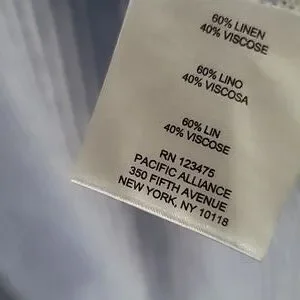 60% LINEN
40% VISCOSE
60% LINO
40% VISCOSA
60% LIN
40% VISCOSE
RN 123475
PACIFIC ALLIANCE
350 FIFTH AVENUE
NEW YORK, NY 10118